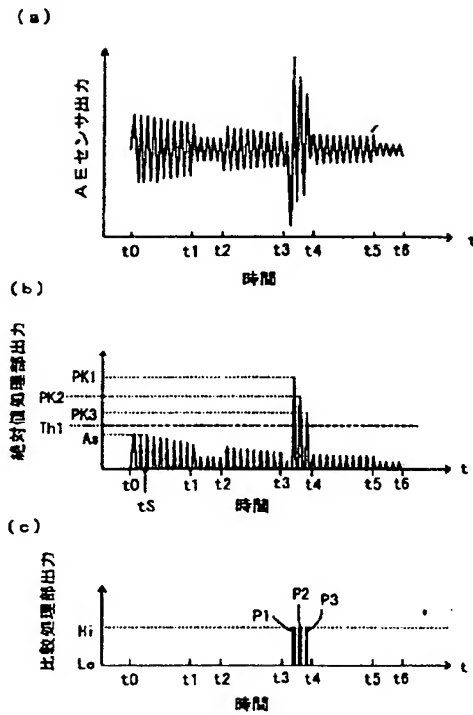 (a)
AEセンサ出力
t0 t1 t2 t3 t4 t5 t6 t
時間
(b)
絶対値処理部出力
PK1
PK2
PK3
Th1
As
t0 t1 t2 t3 t4 t5 t6 t
tS
時間
(c)
比較処理部出力
P1 P2 P3
Hi
Lo
t0 t1 t2 t3 t4 t5 t6 t
時間